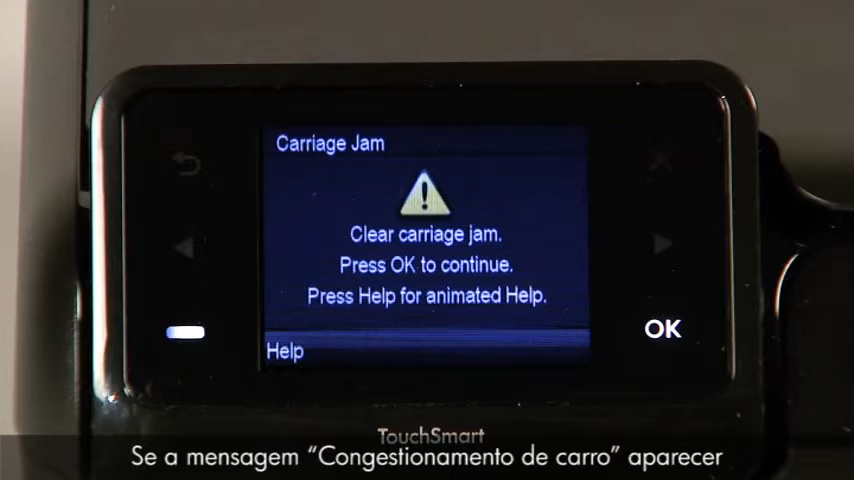 Carriage Jam
Clear carriage jam.
Press OK to continue.
Press Help for animated Help.
OK
Help
TouchSmart
Se a mensagem “Congestionamento de carro” aparecer